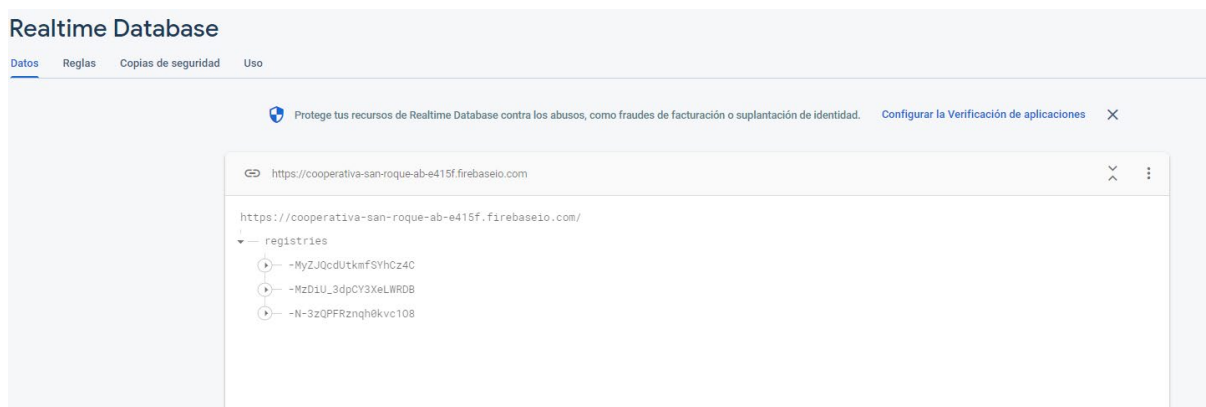 Realtime Database
Datos Reglas Copias de seguridad Uso
Protege tus recursos de Realtime Database contra los abusos, como fraudes de facturación o suplantación de identidad. Configurar la Verificación de aplicaciones
https://cooperativa-san-roque-ab-e415f.firebaseio.com
https://cooperativa-san-roque-ab-e415f.firebaseio.com/
registries
-MyZJQcdUtkmfSYhCz4C
-MzDiU_3dpCY3XeLWRDB
-N-3zQPFRznqh0kvc1O8